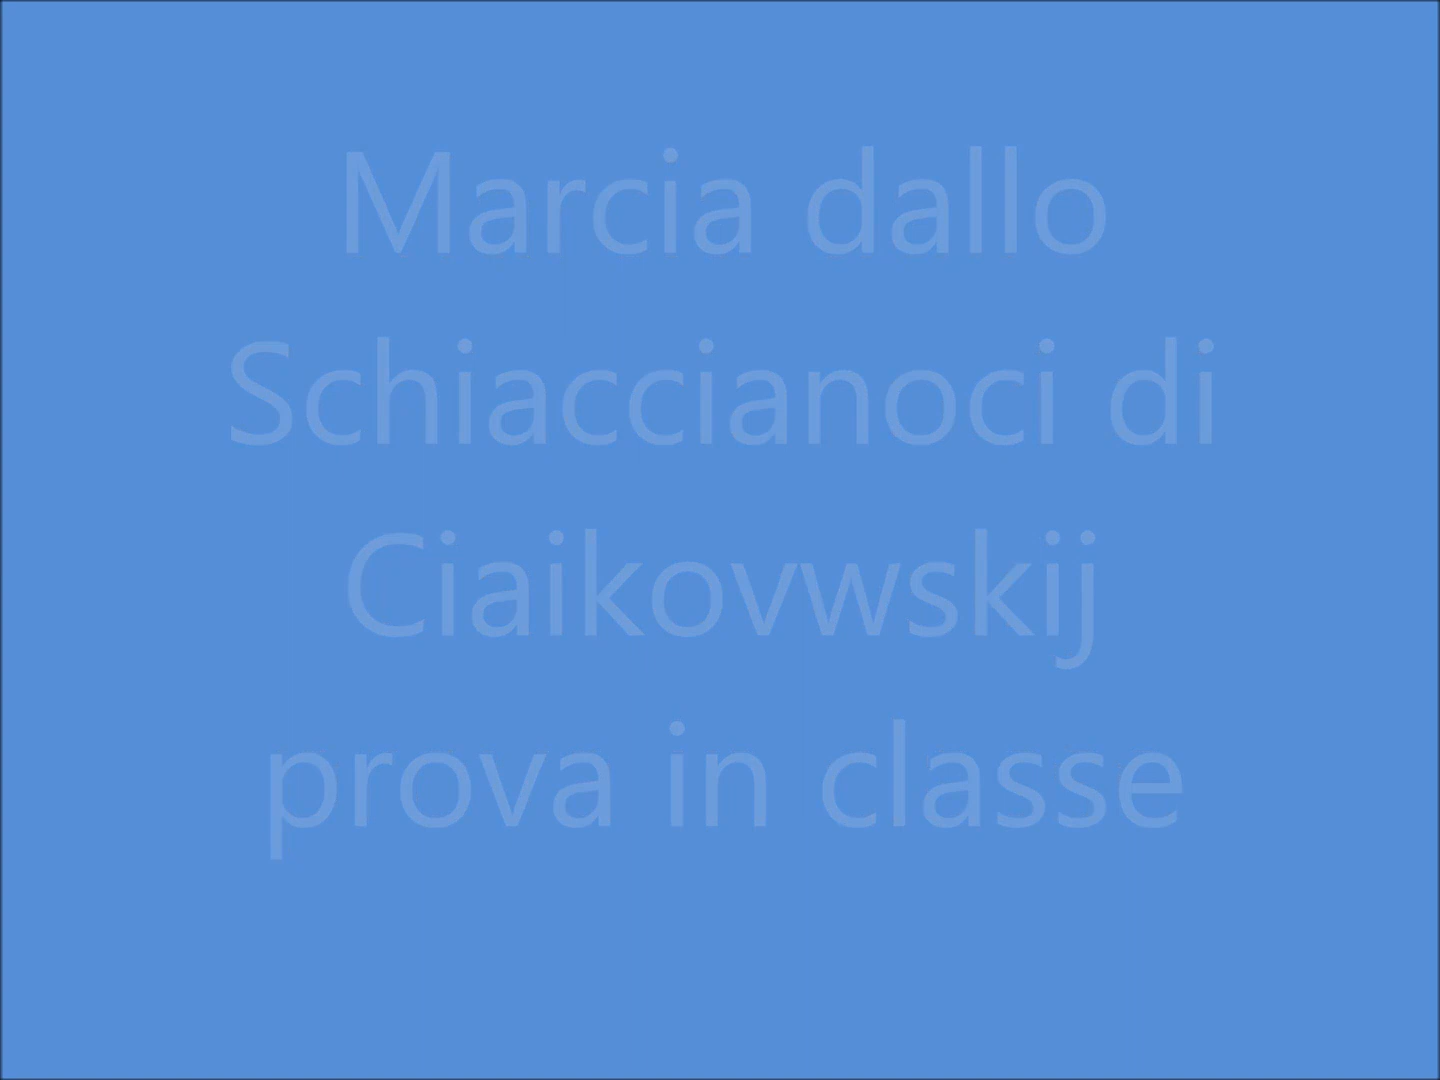 Marcia dallo
Schiaccianoci di
Ciaikovwskij
prova in classe